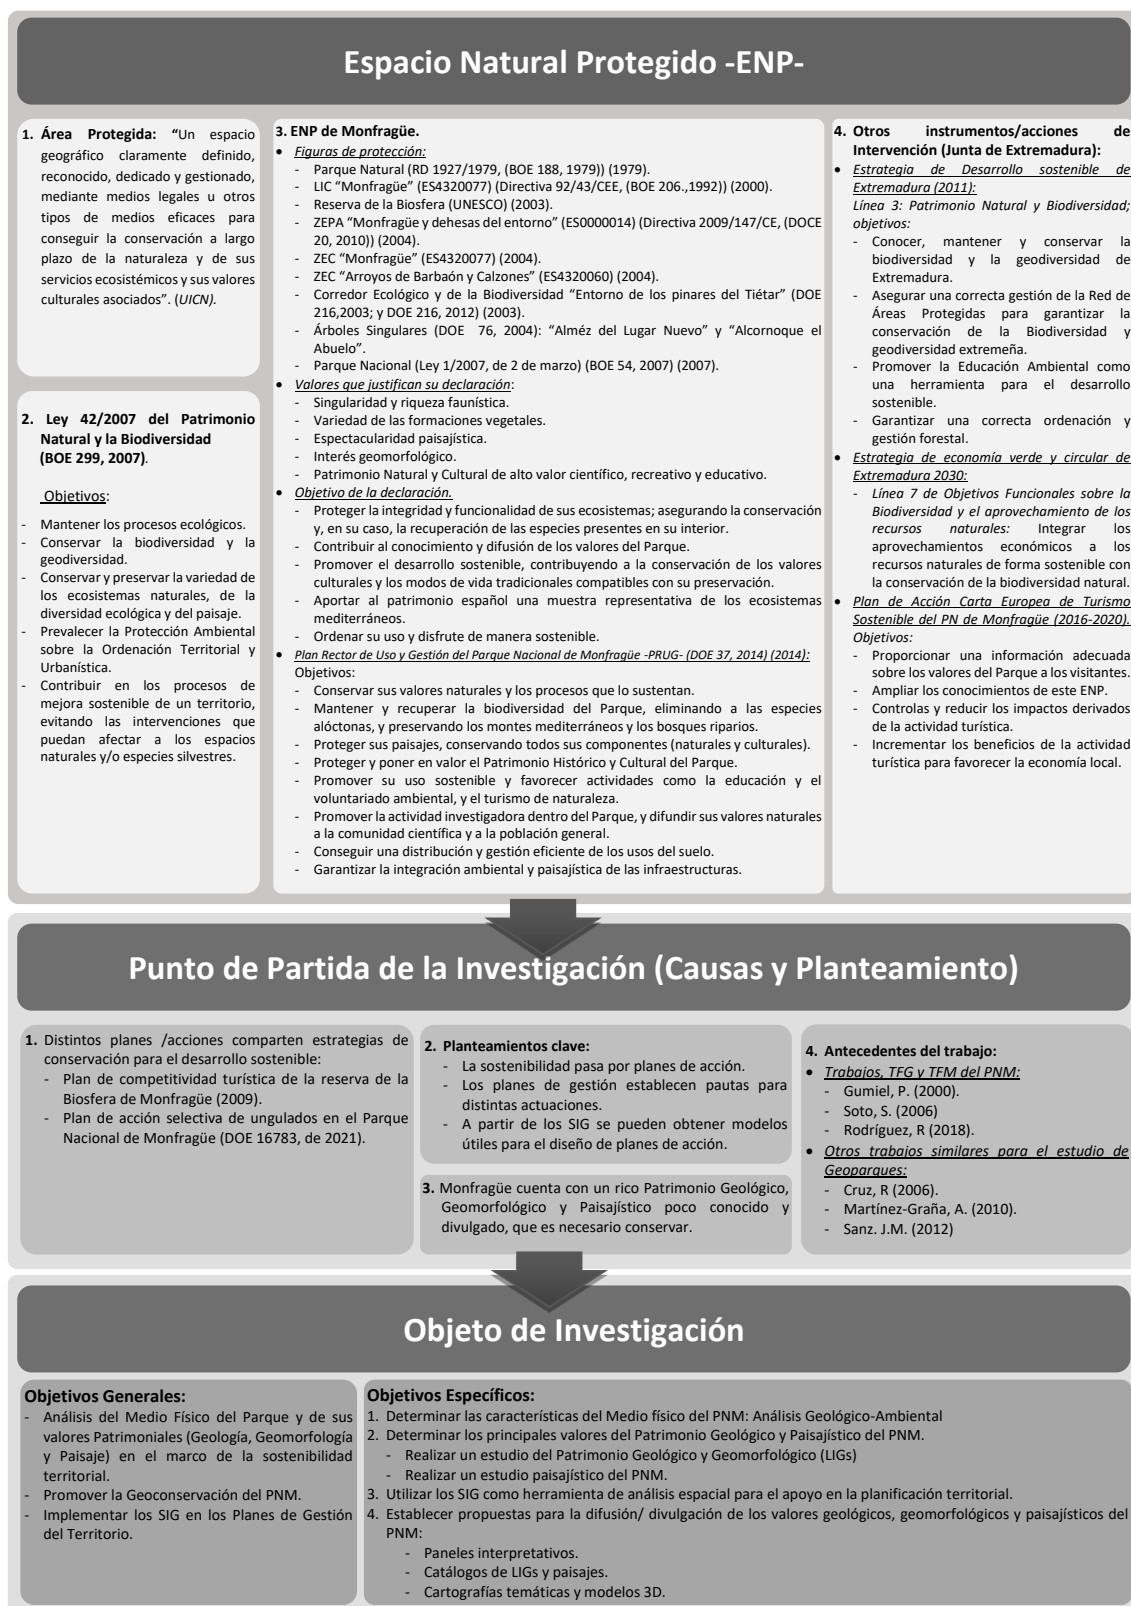 Espacio Natural Protegido -ENP-
1. Área Protegida: “Un espacio
geográfico claramente definido,
reconocido, dedicado y gestionado,
mediante medios legales u otros
tipos de medios eficaces para
conseguir la conservación a largo
plazo de la naturaleza y de sus
servicios ecosistémicos y sus valores
culturales asociados”. (UICN).
2. Ley 42/2007 del Patrimonio
Natural y la Biodiversidad
(BOE 299, 2007).
Objetivos:
- Mantener los procesos ecológicos.
- Conservar la biodiversidad y la
geodiversidad.
- Conservar y preservar la variedad de
los ecosistemas naturales, de la
diversidad ecológica y del paisaje.
- Prevalecer la Protección Ambiental
sobre la Ordenación Territorial y
Urbanística.
- Contribuir en los procesos de
mejora sostenible de un territorio,
evitando las intervenciones que
puedan afectar a los espacios
naturales y/o especies silvestres.
3. ENP de Monfragüe.
• Figuras de protección:
- Parque Natural (RD 1927/1979, (BOE 188, 1979)) (1979).
- LIC “Monfragüe” (ES4320077) (Directiva 92/43/CEE, (BOE 206.,1992)) (2000).
- Reserva de la Biosfera (UNESCO) (2003).
- ZEPA “Monfragüe y dehesas del entorno” (ES0000014) (Directiva 2009/147/CE, (DOCE
20, 2010)) (2004).
- ZEC “Monfragüe” (ES4320077) (2004).
- ZEC “Arroyos de Barbaón y Calzones” (ES4320060) (2004).
- Corredor Ecológico y de la Biodiversidad “Entorno de los pinares del Tiétar” (DOE
216,2003; y DOE 216, 2012) (2003).
- Árboles Singulares (DOE 76, 2004): “Alméz del Lugar Nuevo” y “Alcornoque el
Abuelo”.
- Parque Nacional (Ley 1/2007, de 2 de marzo) (BOE 54, 2007) (2007).
• Valores que justifican su declaración:
- Singularidad y riqueza faunística.
- Variedad de las formaciones vegetales.
- Espectacularidad paisajística.
- Interés geomorfológico.
- Patrimonio Natural y Cultural de alto valor científico, recreativo y educativo.
• Objetivo de la declaración.
- Proteger la integridad y funcionalidad de sus ecosistemas; asegurando la conservación
y, en su caso, la recuperación de las especies presentes en su interior.
- Contribuir al conocimiento y difusión de los valores del Parque.
- Promover el desarrollo sostenible, contribuyendo a la conservación de los valores
culturales y los modos de vida tradicionales compatibles con su preservación.
- Aportar al patrimonio español una muestra representativa de los ecosistemas
mediterráneos.
- Ordenar su uso y disfrute de manera sostenible.
• Plan Rector de Uso y Gestión del Parque Nacional de Monfragüe -PRUG- (DOE 37, 2014) (2014):
Objetivos:
- Conservar sus valores naturales y los procesos que lo sustentan.
- Mantener y recuperar la biodiversidad del Parque, eliminando a las especies
alóctonas, y preservando los montes mediterráneos y los bosques riparios.
- Proteger sus paisajes, conservando todos sus componentes (naturales y culturales).
- Proteger y poner en valor el Patrimonio Histórico y Cultural del Parque.
- Promover su uso sostenible y favorecer actividades como la educación y el
voluntariado ambiental, y el turismo de naturaleza.
- Promover la actividad investigadora dentro del Parque, y difundir sus valores naturales
a la comunidad científica y a la población general.
- Conseguir una distribución y gestión eficiente de los usos del suelo.
- Garantizar la integración ambiental y paisajística de las infraestructuras.
4. Otros instrumentos/acciones de
Intervención (Junta de Extremadura):
• Estrategia de Desarrollo sostenible de
Extremadura (2011):
Línea 3: Patrimonio Natural y Biodiversidad;
objetivos:
- Conocer, mantener y conservar la
biodiversidad y la geodiversidad de
Extremadura.
- Asegurar una correcta gestión de la Red de
Áreas Protegidas para garantizar la
conservación de la Biodiversidad y
geodiversidad extremeña.
- Promover la Educación Ambiental como
una herramienta para el desarrollo
sostenible.
- Garantizar una correcta ordenación y
gestión forestal.
• Estrategia de economía verde y circular de
Extremadura 2030:
- Línea 7 de Objetivos Funcionales sobre la
Biodiversidad y el aprovechamiento de los
recursos naturales: Integrar los
aprovechamientos económicos a los
recursos naturales de forma sostenible con
la conservación de la biodiversidad natural.
• Plan de Acción Carta Europea de Turismo
Sostenible del PN de Monfragüe (2016-2020).
Objetivos:
- Proporcionar una información adecuada
sobre los valores del Parque a los visitantes.
- Ampliar los conocimientos de este ENP.
- Controlas y reducir los impactos derivados
de la actividad turística.
- Incrementar los beneficios de la actividad
turística para favorecer la economía local.
Punto de Partida de la Investigación (Causas y Planteamiento)
1. Distintos planes /acciones comparten estrategias de
conservación para el desarrollo sostenible:
- Plan de competitividad turística de la reserva de la
Biosfera de Monfragüe (2009).
- Plan de acción selectiva de ungulados en el Parque
Nacional de Monfragüe (DOE 16783, de 2021).
2. Planteamientos clave:
- La sostenibilidad pasa por planes de acción.
- Los planes de gestión establecen pautas para
distintas actuaciones.
- A partir de los SIG se pueden obtener modelos
útiles para el diseño de planes de acción.
3. Monfragüe cuenta con un rico Patrimonio Geológico,
Geomorfológico y Paisajístico poco conocido y
divulgado, que es necesario conservar.
4. Antecedentes del trabajo:
• Trabajos, TFG y TFM del PNM:
- Gumiel, P. (2000).
- Soto, S. (2006)
- Rodríguez, R (2018).
• Otros trabajos similares para el estudio de
Geoparques:
- Cruz, R (2006).
- Martínez-Graña, A. (2010).
- Sanz. J.M. (2012)
Objeto de Investigación
Objetivos Generales:
- Análisis del Medio Físico del Parque y de sus
valores Patrimoniales (Geología, Geomorfología
y Paisaje) en el marco de la sostenibilidad
territorial.
- Promover la Geoconservación del PNM.
- Implementar los SIG en los Planes de Gestión
del Territorio.
Objetivos Específicos:
1. Determinar las características del Medio físico del PNM: Análisis Geológico-Ambiental
2. Determinar los principales valores del Patrimonio Geológico y Paisajístico del PNM.
- Realizar un estudio del Patrimonio Geológico y Geomorfológico (LIGs)
- Realizar un estudio paisajístico del PNM.
3. Utilizar los SIG como herramienta de análisis espacial para el apoyo en la planificación territorial.
4. Establecer propuestas para la difusión/ divulgación de los valores geológicos, geomorfológicos y paisajísticos del
PNM:
- Paneles interpretativos.
- Catálogos de LIGs y paisajes.
- Cartografías temáticas y modelos 3D.